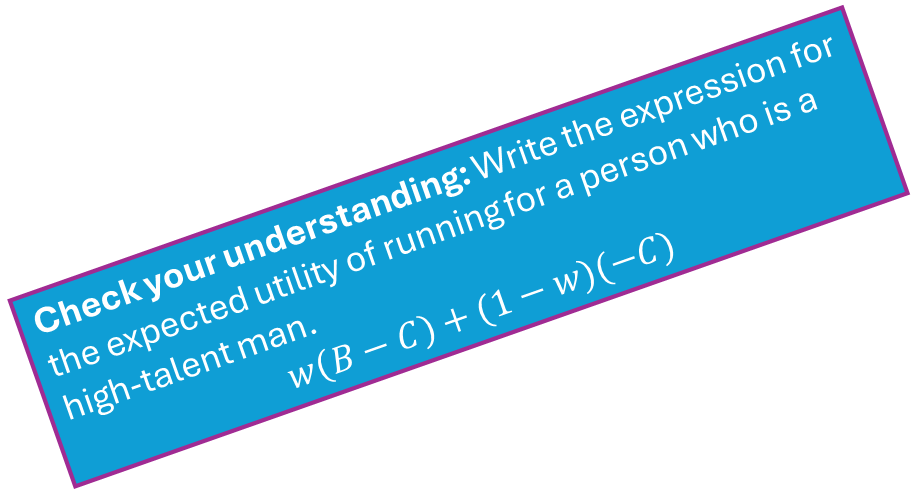 Check your understanding: Write the expression for
the expected utility of running for a person who is a
high-talent man.
w(B − C) + (1 − w)(−C)